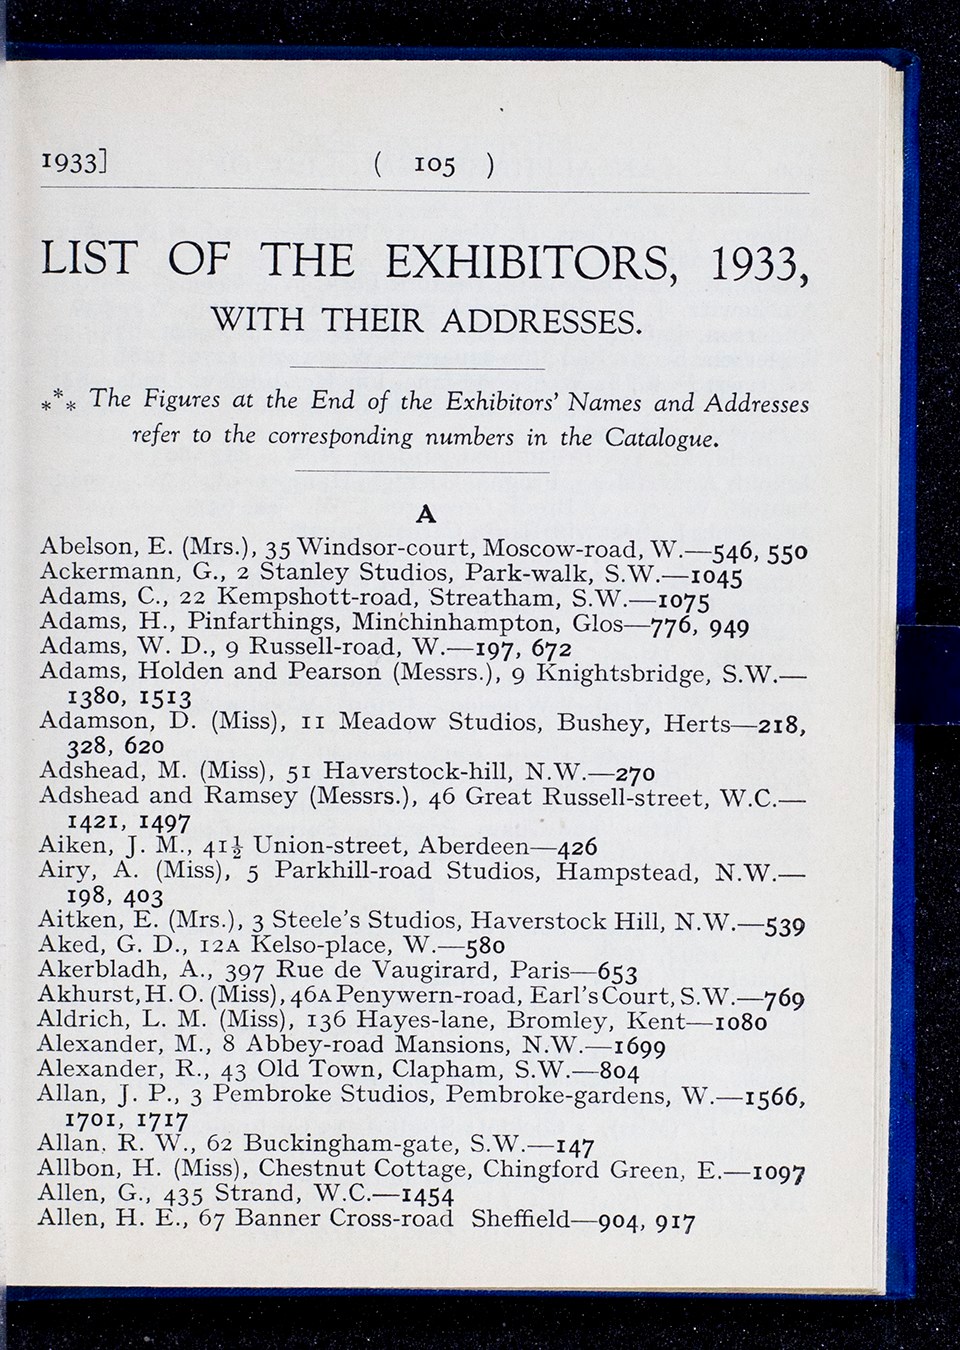 1933] ( 105 )
LIST OF THE EXHIBITORS, 1933,
WITH THEIR ADDRESSES.
*** The Figures at the End of the Exhibitors' Names and Addresses
refer to the corresponding numbers in the Catalogue.
A
Abelson, E. (Mrs.), 35 Windsor-court, Moscow-road, W.—546, 550
Ackermann, G., 2 Stanley Studios, Park-walk, S.W.—1045
Adams, C., 22 Kempshott-road, Streatham, S.W.—1075
Adams, H., Pinfarthings, Minchinhampton, Glos—776, 949
Adams, W. D., 9 Russell-road, W.—197, 672
Adams, Holden and Pearson (Messrs.), 9 Knightsbridge, S.W.—
1380, 1513
Adamson, D. (Miss), 11 Meadow Studios, Bushey, Herts—218,
328, 620
Adshead, M. (Miss), 51 Haverstock-hill, N.W.—270
Adshead and Ramsey (Messrs.), 46 Great Russell-street, W.C.—
1421, 1497
Aiken, J. M., 41½ Union-street, Aberdeen—426
Airy, A. (Miss), 5 Parkhill-road Studios, Hampstead, N.W.—
198, 403
Aitken, E. (Mrs.), 3 Steele's Studios, Haverstock Hill, N.W.—539
Aked, G. D., 12A Kelso-place, W.—580
Akerbladh, A., 397 Rue de Vaugirard, Paris—653
Akhurst, H. O. (Miss), 46A Penywern-road, Earl's Court, S.W.—769
Aldrich, L. M. (Miss), 136 Hayes-lane, Bromley, Kent—1080
Alexander, M., 8 Abbey-road Mansions, N.W.—1699
Alexander, R., 43 Old Town, Clapham, S.W.—804
Allan, J. P., 3 Pembroke Studios, Pembroke-gardens, W.—1566,
1701, 1717
Allan, R. W., 62 Buckingham-gate, S.W.—147
Allbon, H. (Miss), Chestnut Cottage, Chingford Green, E.—1097
Allen, G., 435 Strand, W.C.—1454
Allen, H. E., 67 Banner Cross-road Sheffield—904, 917